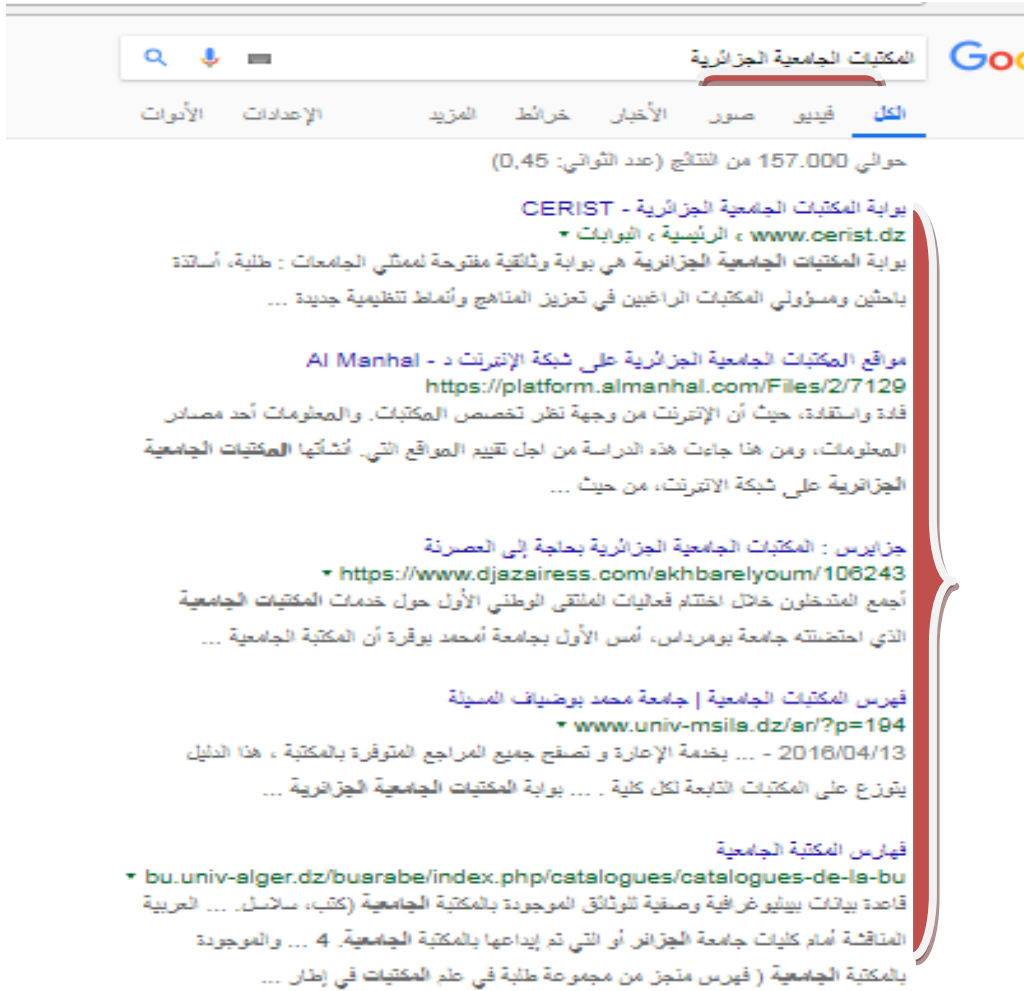 المكتبات الجامعية الجزائرية
الكل فيديو صور الأخبار خرائط المزيد الإعدادات الأدوات
حوالي 157.000 من النتائج (عدد الثواني: 0,45)
بوابة المكتبات الجامعية الجزائرية - CERIST
www.cerist.dz › الرئيسية › البوابات
بوابة المكتبات الجامعية الجزائرية هي بوابة وثائقية مفتوحة لممثلي الجامعات : طلبة، أساتذة
باحثين ومسؤولي المكتبات الراغبين في تعزيز المناهج وأنماط تنظيمية جديدة ...
مواقع المكتبات الجامعية الجزائرية على شبكة الإنترنت د - Al Manhal
https://platform.almanhal.com/Files/2/7129
فادة واستفادة، حيث أن الإنترنت من وجهة نظر تخصص المكتبات. والمعلومات أحد مصادر
المعلومات، ومن هنا جاءت هذه الدراسة من اجل تقييم المواقع التي. أنشأتها المكتبات الجامعية
الجزائرية على شبكة الانترنت، من حيث ...
جزايرس : المكتبات الجامعية الجزائرية بحاجة إلى العصرنة
https://www.djazairess.com/akhbarelyoum/106243
أجمع المتدخلون خلال اختتام فعاليات الملتقى الوطني الأول حول خدمات المكتبات الجامعية
الذي احتضنته جامعة بومرداس، أمس الأول بجامعة أمحمد بوقرة أن المكتبة الجامعية ...
فهرس المكتبات الجامعية | جامعة محمد بوضياف المسيلة
www.univ-msila.dz/ar/?p=194
2016/04/13 - ... بخدمة الإعارة و تصفح جميع المراجع المتوفرة بالمكتبة ، هذا الدليل
يتوزع على المكتبات التابعة لكل كلية . ... بوابة المكتبات الجامعية الجزائرية ...
فهارس المكتبة الجامعية
bu.univ-alger.dz/buarabe/index.php/catalogues/catalogues-de-la-bu
قاعدة بيانات بيبليوغرافية وصفية للوثائق الموجودة بالمكتبة الجامعية (كتب، سلاسل. ... العربية
المناقشة أمام كليات جامعة الجزائر أو التي تم إيداعها بالمكتبة الجامعية. 4 ... والموجودة
بالمكتبة الجامعية ( فهرس منجز من مجموعة طلبة في علم المكتبات في إطار ...